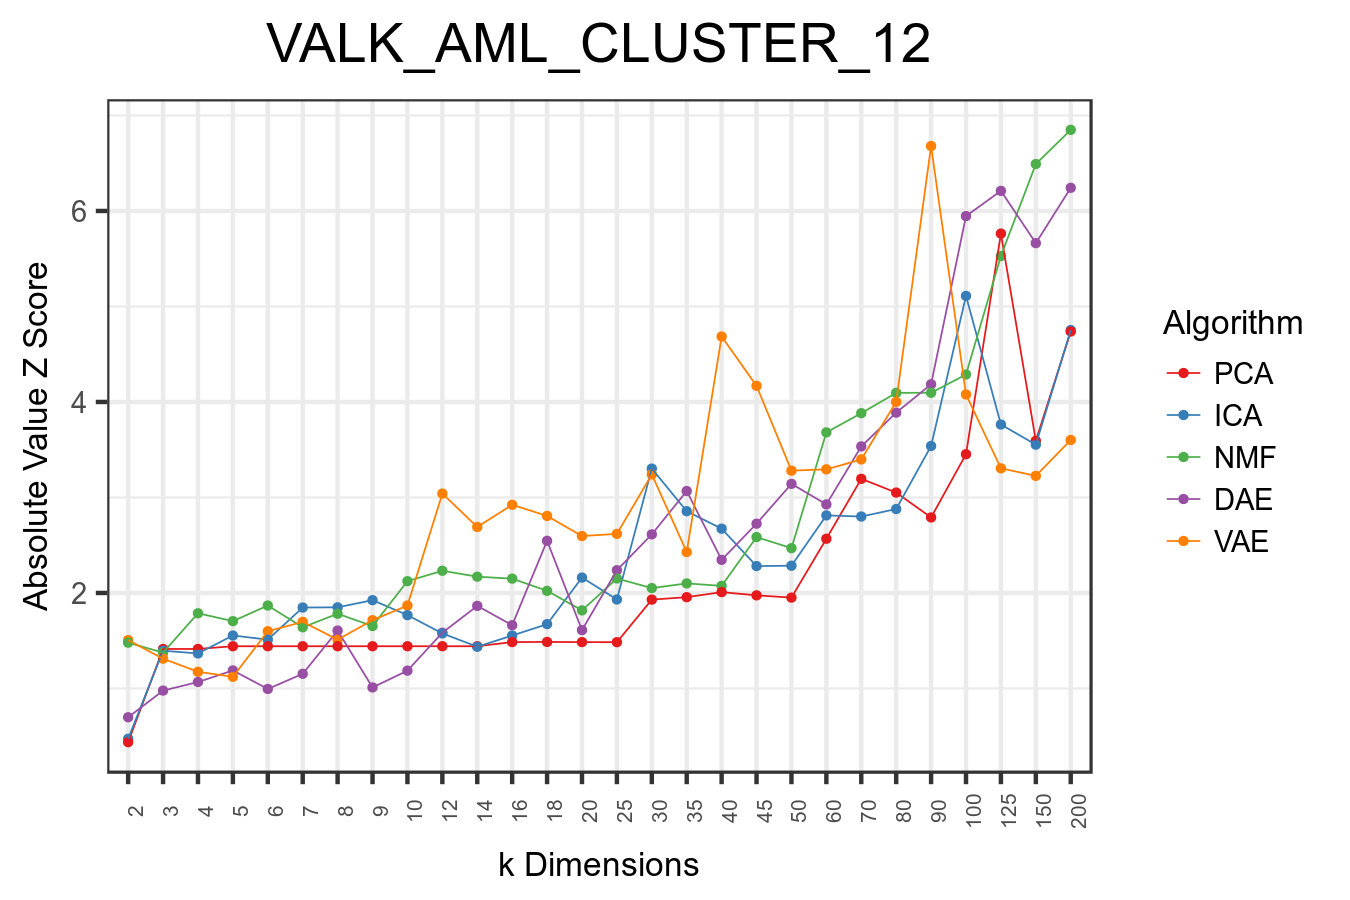 VALK_AML_CLUSTER_12
Absolute Value Z Score
6
4
2
2 3 4 5 6 7 8 9 10 12 14 16 18 20 25 30 35 40 45 50 60 70 80 90 100 125 150 200
k Dimensions
Algorithm
PCA
ICA
NMF
DAE
VAE